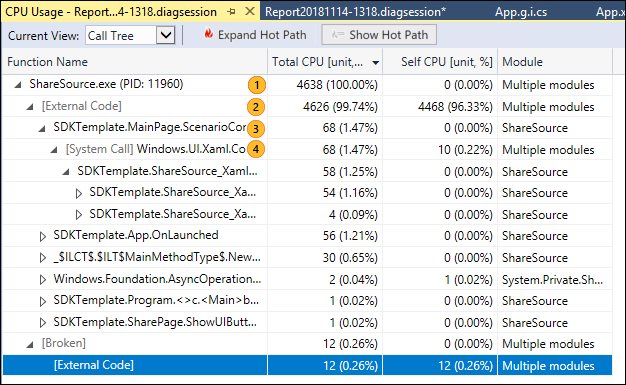 CPU Usage - Report...4-1318.diagsession Report20181114-1318.diagsession* App.g.i.cs App.x
Current View: Call Tree Expand Hot Path Show Hot Path
Function Name Total CPU [unit,... Self CPU [unit, %] Module
ShareSource.exe (PID: 11960) 1 4638 (100.00%) 0 (0.00%) Multiple modules
[External Code] 2 4626 (99.74%) 4468 (96.33%) Multiple modules
SDKTemplate.MainPage.ScenarioCor 3 68 (1.47%) 0 (0.00%) ShareSource
[System Call] Windows.UI.Xaml.Co 4 68 (1.47%) 10 (0.22%) Multiple modules
SDKTemplate.ShareSource_Xaml... 58 (1.25%) 0 (0.00%) ShareSource
SDKTemplate.ShareSource_Xa... 54 (1.16%) 0 (0.00%) ShareSource
SDKTemplate.ShareSource_Xa... 4 (0.09%) 0 (0.00%) ShareSource
SDKTemplate.App.OnLaunched 56 (1.21%) 0 (0.00%) ShareSource
_$ILCT$.$ILT$MainMethodType$.New... 30 (0.65%) 0 (0.00%) ShareSource
Windows.Foundation.AsyncOperation... 2 (0.04%) 1 (0.02%) System.Private.Sh...
SDKTemplate.Program.<>c.<Main>b... 1 (0.02%) 0 (0.00%) ShareSource
SDKTemplate.SharePage.ShowUIButt... 1 (0.02%) 0 (0.00%) ShareSource
[Broken] 12 (0.26%) 0 (0.00%) Multiple modules
[External Code] 12 (0.26%) 12 (0.26%) Multiple modules